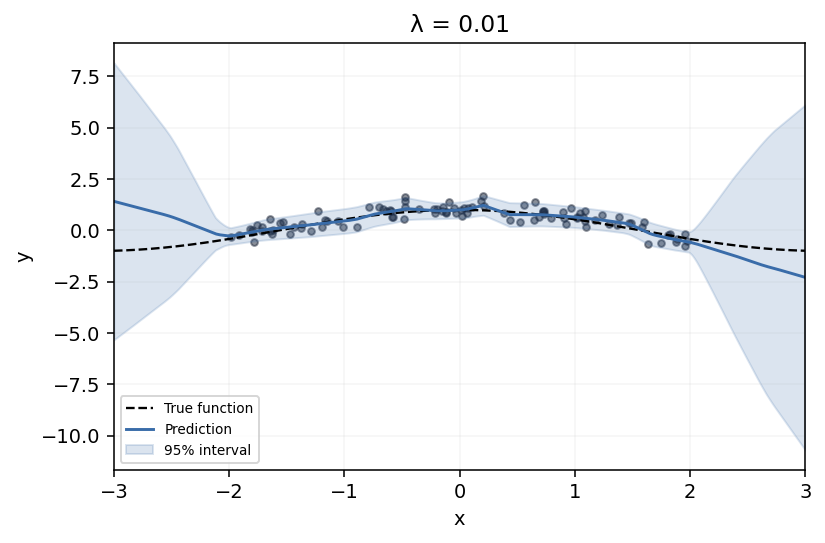 λ = 0.01
7.5
5.0
2.5
0.0
−2.5
−5.0
−7.5
−10.0
y
True function
Prediction
95% interval
−3
−2
−1
0
1
2
3
x